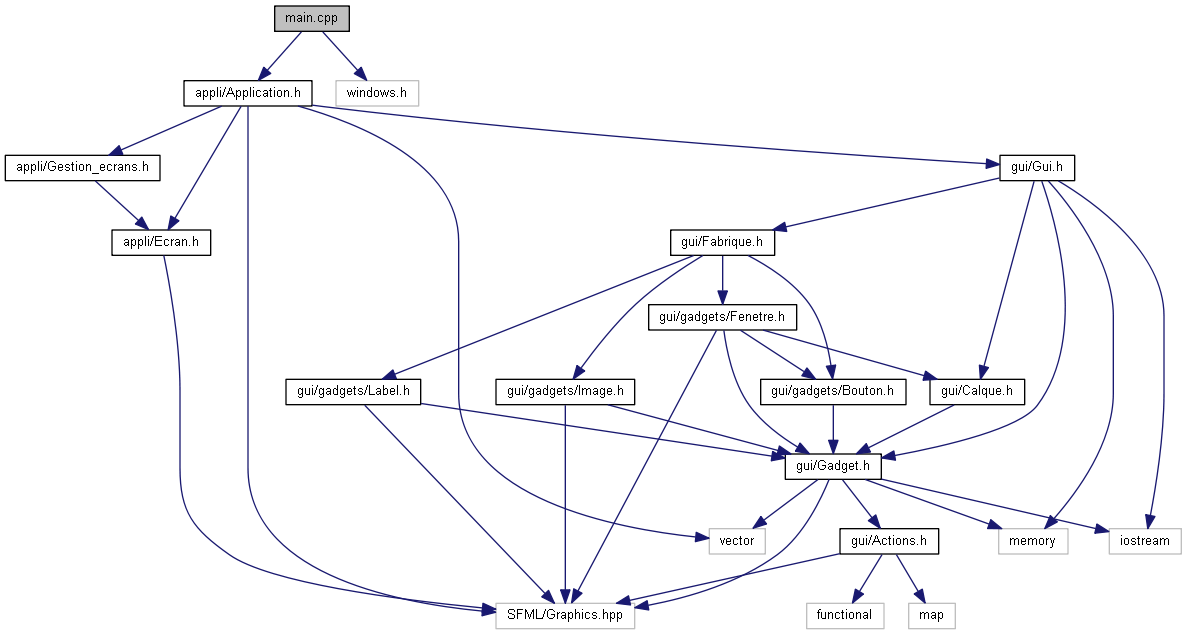 main.cpp
appli/Application.h
windows.h
appli/Gestion_ecrans.h
gui/Gui.h
appli/Ecran.h
gui/Fabrique.h
gui/gadgets/Fenetre.h
gui/gadgets/Label.h
gui/gadgets/Image.h
gui/gadgets/Bouton.h
gui/Calque.h
gui/Gadget.h
vector
gui/Actions.h
memory
iostream
SFML/Graphics.hpp
functional
map